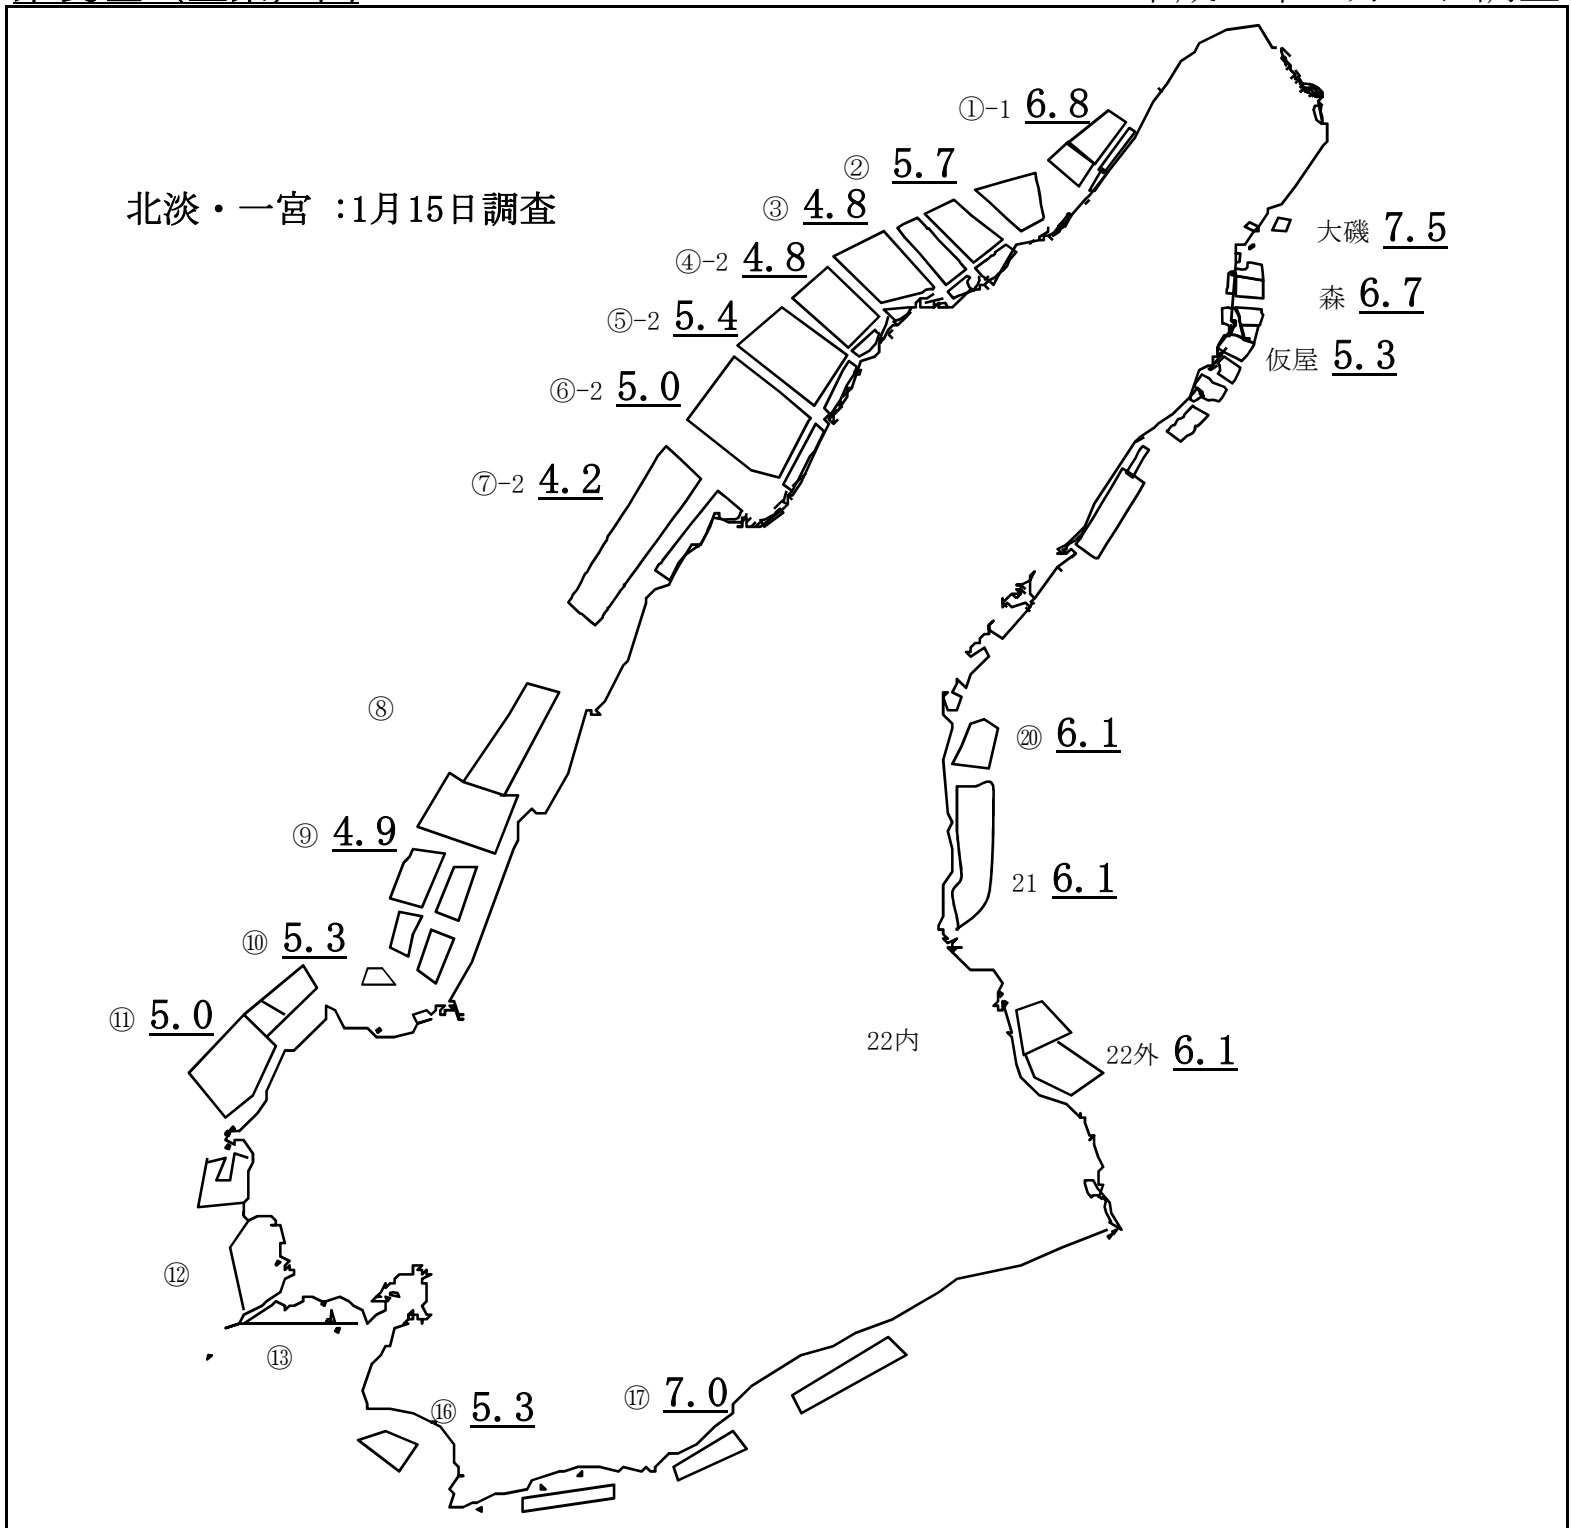 ①-1 6.8
② 5.7
北淡・一宮 :1月15日調査
③ 4.8
大磯 7.5
④-2 4.8
森 6.7
⑤-2 5.4
仮屋 5.3
⑥-2 5.0
⑦-2 4.2
⑧
⑳ 6.1
⑨ 4.9
21 6.1
⑩ 5.3
⑪ 5.0
22内
22外 6.1
⑫
⑬
⑯ 5.3
⑰ 7.0